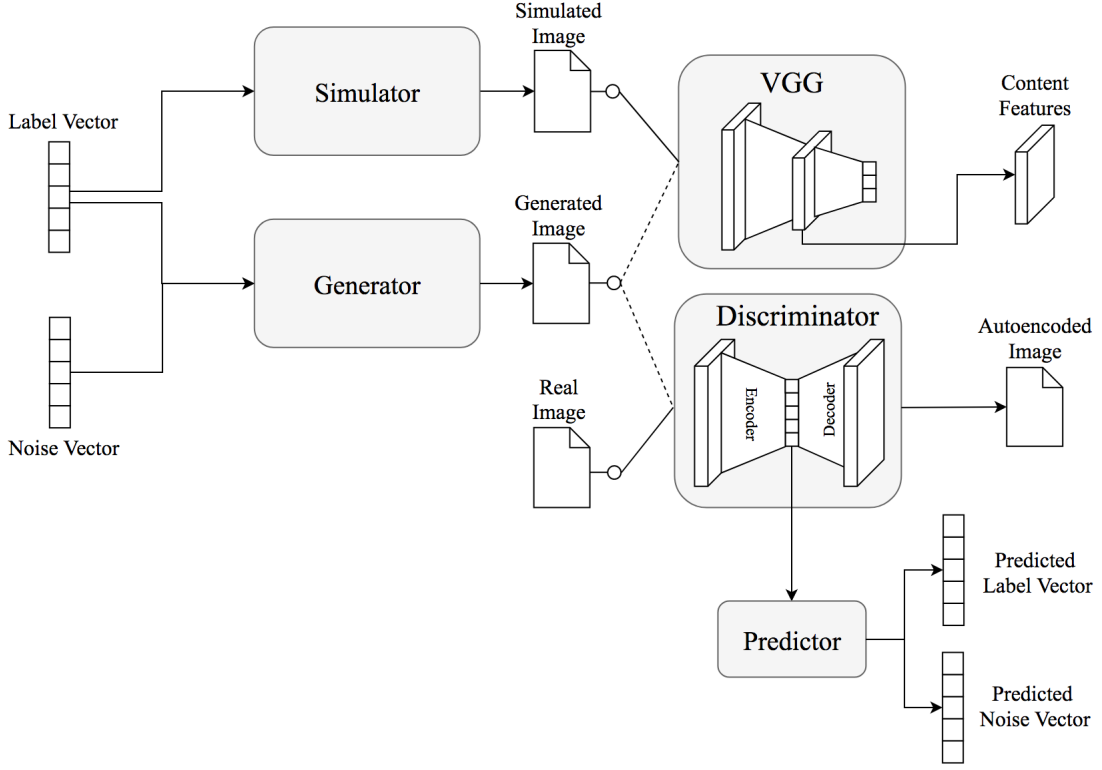 Simulated
Image
Simulator
VGG
Content
Features
Label Vector
Generated
Image
Generator
Discriminator
Encoder
Decoder
Autoencoded
Image
Real
Image
Noise Vector
Predictor
Predicted
Label Vector
Predicted
Noise Vector